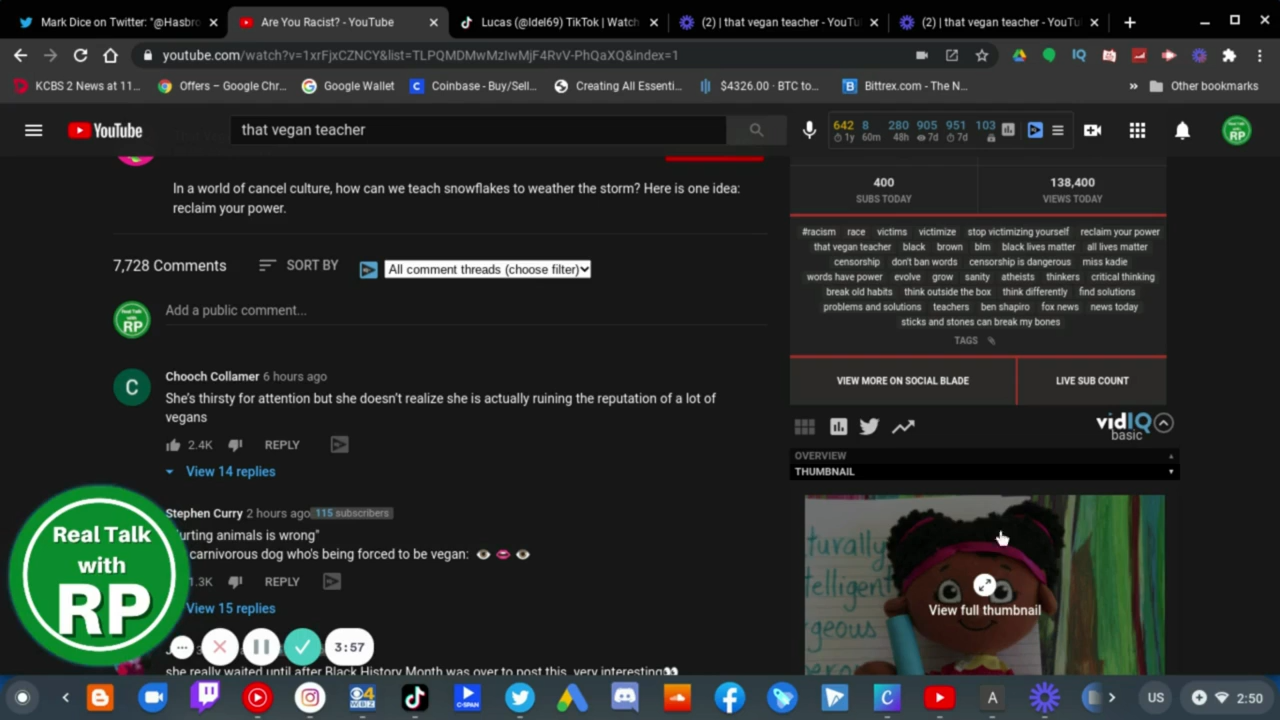 Mark Dice on Twitter: "@Hasbro
Are You Racist? - YouTube
Lucas (@Idel69) TikTok | Watch
(2) | that vegan teacher - YouTu
(2) | that vegan teacher - YouTu
youtube.com/watch?v=1xrFjxCZNCY&list=TLPQMDMwMzIwMjF4RvV-PhQaXQ&index=1
KCBS 2 News at 11...
Offers – Google Chr...
Google Wallet
Coinbase - Buy/Sell...
Creating All Essenti...
$4326.00 · BTC to...
Bittrex.com - The N...
»
Other bookmarks
YouTube
that vegan teacher
642 8 280 905 951 103
1y 60m 48h 7d 7d
In a world of cancel culture, how can we teach snowflakes to weather the storm? Here is one idea:
reclaim your power.
7,728 Comments
SORT BY
All comment threads (choose filter)
Add a public comment...
Chooch Collamer 6 hours ago
She's thirsty for attention but she doesn't realize she is actually ruining the reputation of a lot of
vegans
2.4K
REPLY
View 14 replies
Stephen Curry 2 hours ago 115 subscribers
urting animals is wrong"
carnivorous dog who's being forced to be vegan:
1.3K
REPLY
View 15 replies
she really waited until after Black History Month was over to post this, very interesting
400
SUBS TODAY
138,400
VIEWS TODAY
#racism race victims victimize stop victimizing yourself reclaim your power
that vegan teacher black brown blm black lives matter all lives matter
censorship don't ban words censorship is dangerous miss kadie
words have power evolve grow sanity atheists thinkers critical thinking
break old habits think outside the box think differently find solutions
problems and solutions teachers ben shapiro fox news news today
sticks and stones can break my bones
TAGS
VIEW MORE ON SOCIAL BLADE
LIVE SUB COUNT
vidIQ
basic
OVERVIEW
THUMBNAIL
turally
telligent
geous
View full thumbnail
Real Talk
with
RP
Real Talk
with
RP
3:57
US
2:50